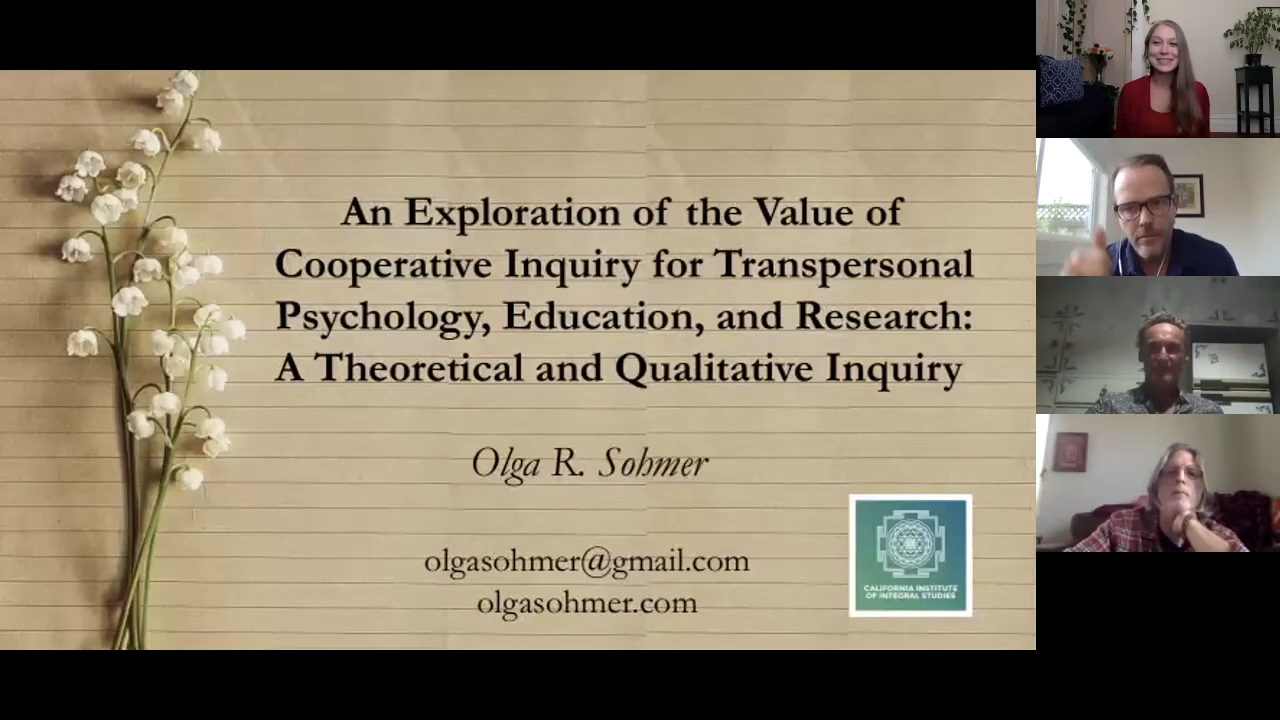 An Exploration of the Value of
Cooperative Inquiry for Transpersonal
Psychology, Education, and Research:
A Theoretical and Qualitative Inquiry
Olga R. Sohmer
olgasohmer@gmail.com
olgasohmer.com
CALIFORNIA INSTITUTE
OF INTEGRAL STUDIES